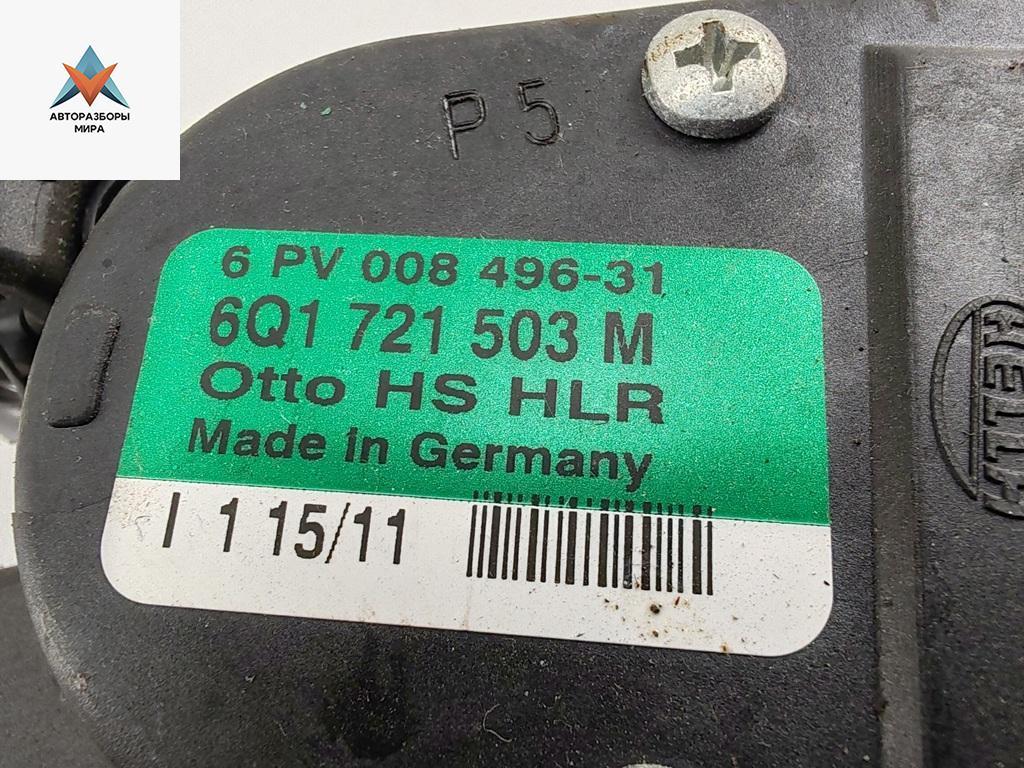 АВТОРАЗБОРЫ
МИРА
P 5
6 PV 008 496-31
6Q1 721 503 M
Otto HS HLR
Made in Germany
I 1 15/11
HELLA